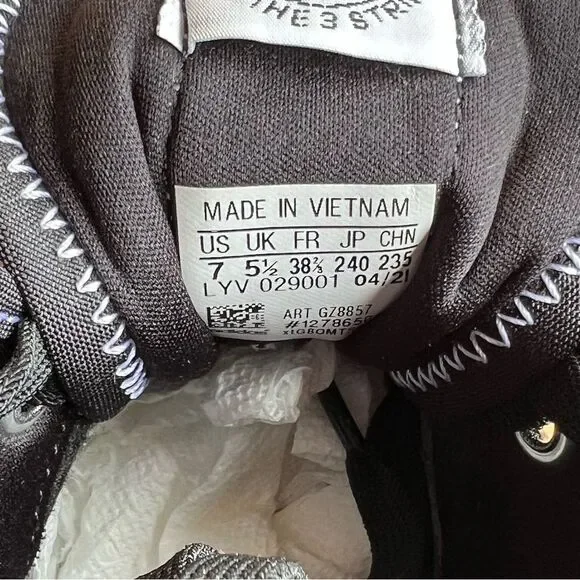 THE 3 STRI
MADE IN VIETNAM
US UK FR JP CHN
7 5½ 38⅔ 240 235
LYV 029001 04/21
ART GZ8857